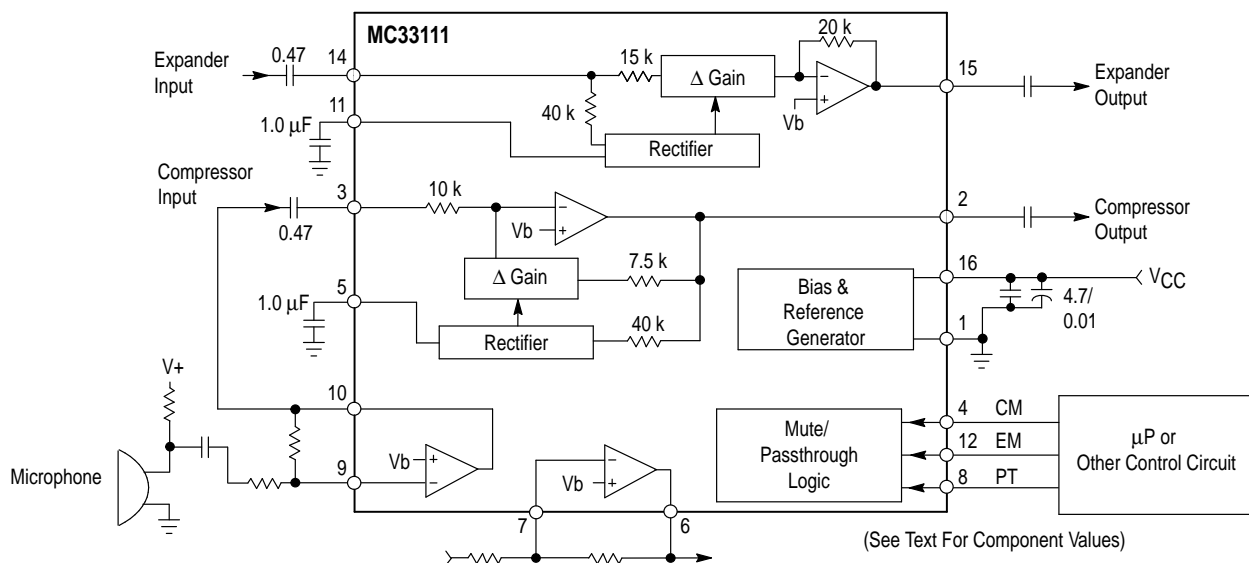 MC33111
Expander
Input
0.47
14
15 k
Δ Gain
20 k
−
+
Vb
15
Expander
Output
40 k
11
1.0 μF
Rectifier
Compressor
Input
0.47
3
10 k
−
+
Vb
2
Compressor
Output
Δ Gain
7.5 k
5
1.0 μF
Rectifier
40 k
Bias &
Reference
Generator
16
VCC
4.7/
0.01
1
V+
10
Vb
+
−
9
Microphone
−
+
Vb
7
6
Mute/
Passthrough
Logic
4
CM
12
EM
8
PT
μP or
Other Control Circuit
(See Text For Component Values)